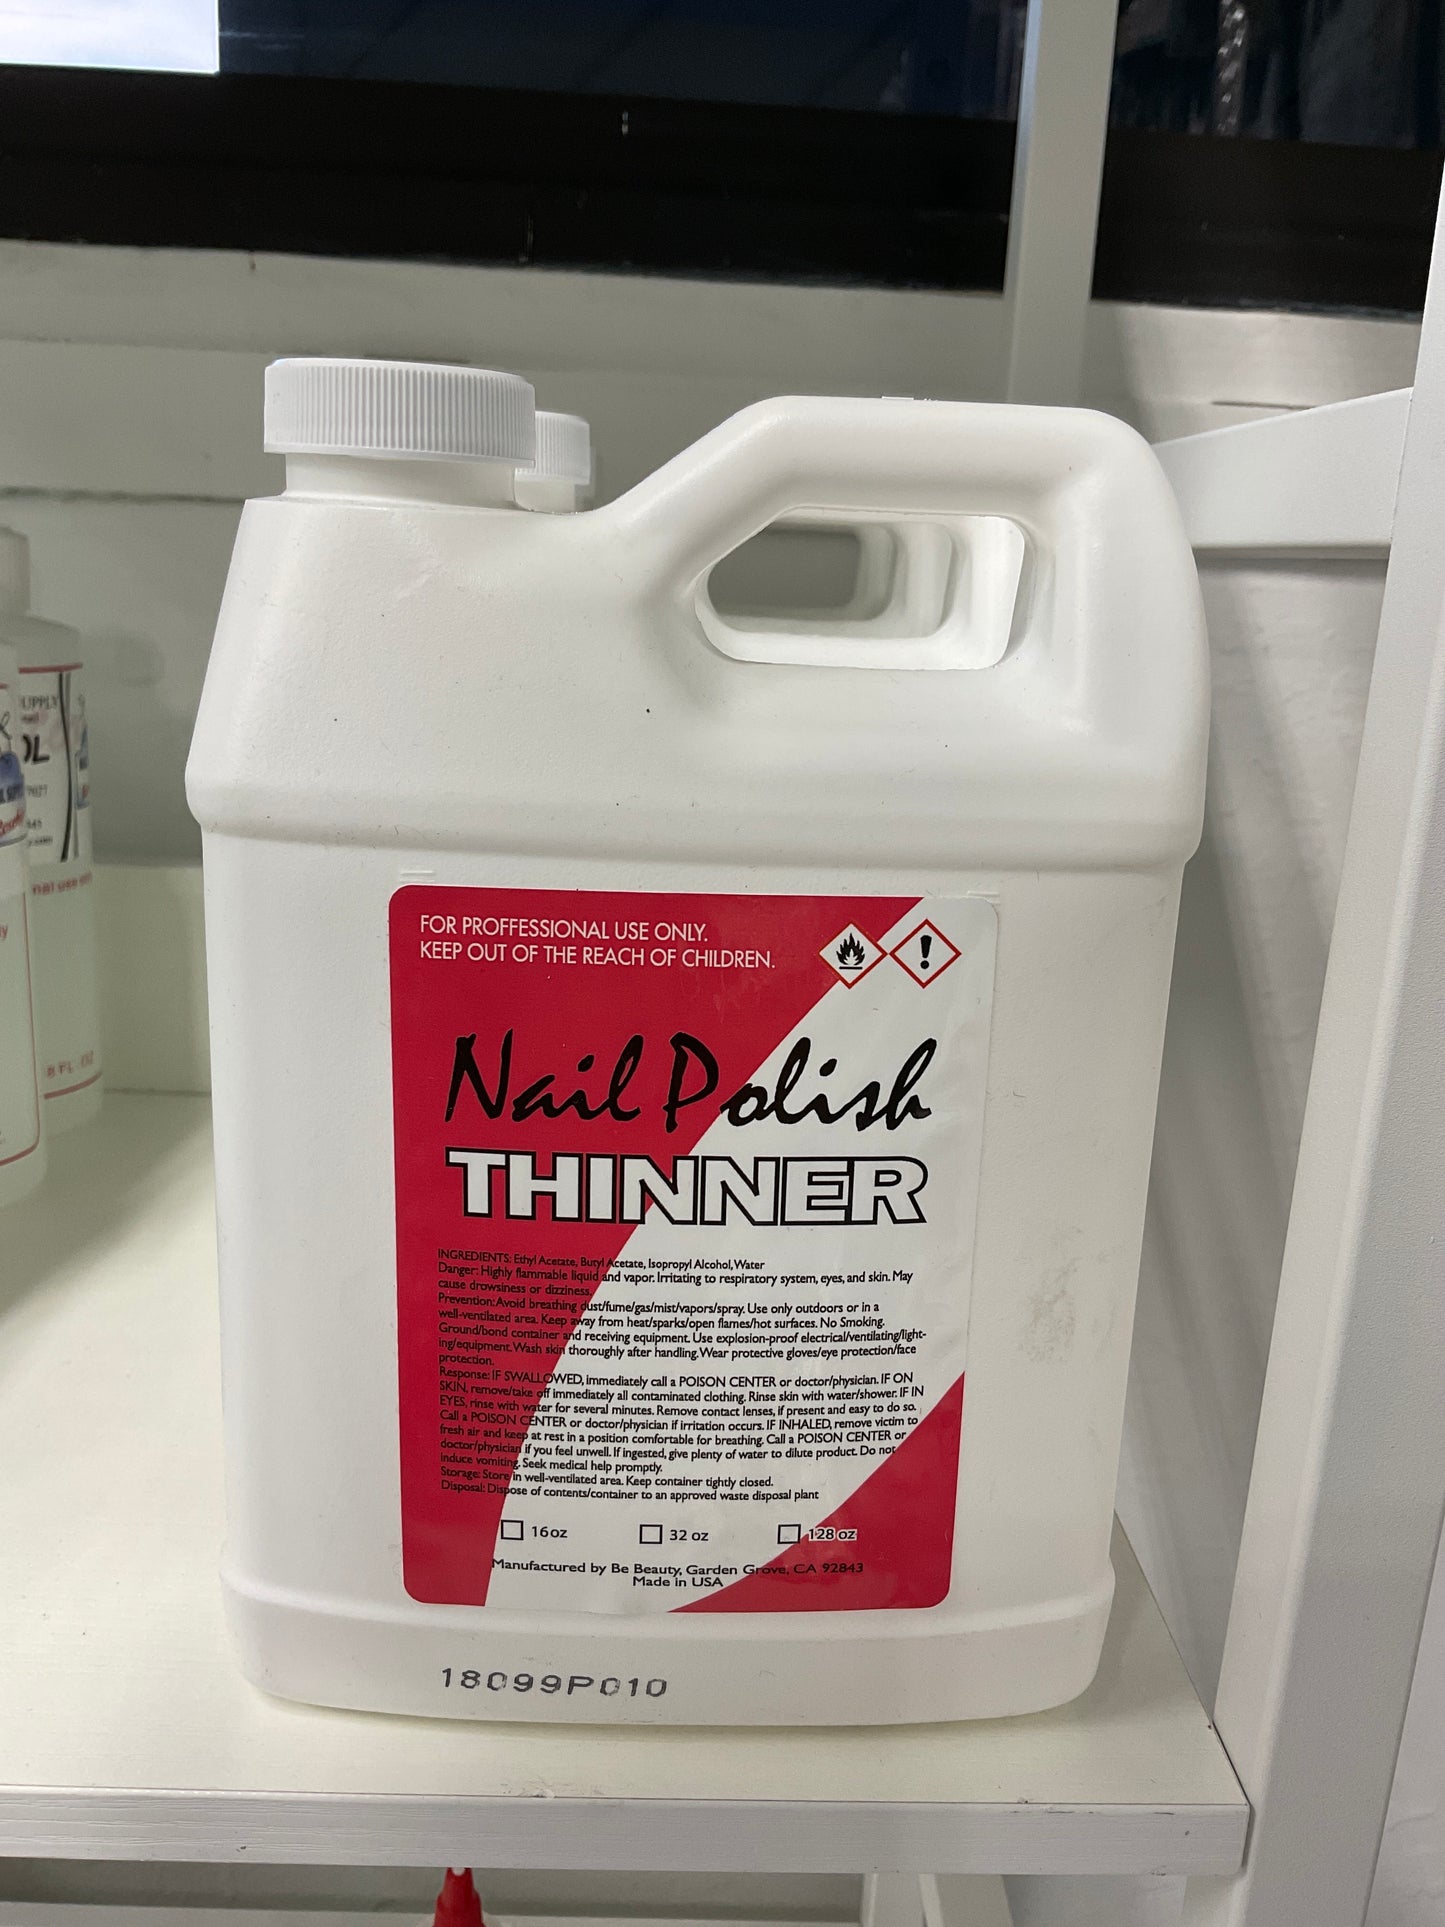 FOR PROFFESSIONAL USE ONLY.
KEEP OUT OF THE REACH OF CHILDREN.
Nail Polish
THINNER
INGREDIENTS: Ethyl Acetate, Butyl Acetate, Isopropyl Alcohol, Water
Danger: Highly flammable liquid and vapor. Irritating to respiratory system, eyes, and skin. May
cause drowsiness or dizziness.
Prevention: Avoid breathing dust/fume/gas/mist/vapors/spray. Use only outdoors or in a
well-ventilated area. Keep away from heat/sparks/open flames/hot surfaces. No Smoking.
Ground/bond container and receiving equipment. Use explosion-proof electrical/ventilating/light-
ing/equipment. Wash skin thoroughly after handling. Wear protective gloves/eye protection/face
protection.
Response: IF SWALLOWED, immediately call a POISON CENTER or doctor/physician. IF ON
SKIN, remove/take off immediately all contaminated clothing. Rinse skin with water/shower. IF IN
EYES, rinse with water for several minutes. Remove contact lenses, if present and easy to do so.
Call a POISON CENTER or doctor/physician if irritation occurs. IF INHALED, remove victim to
fresh air and keep at rest in a position comfortable for breathing. Call a POISON CENTER or
doctor/physician if you feel unwell. If ingested, give plenty of water to dilute product. Do not
induce vomiting. Seek medical help promptly.
Storage: Store in well-ventilated area. Keep container tightly closed.
Disposal: Dispose of contents/container to an approved waste disposal plant
16 oz 32 oz 128 oz
Manufactured by Be Beauty, Garden Grove, CA 92843
Made in USA
18099P010
UPPLY
OL
7027
nal use on
8 FL. OZ